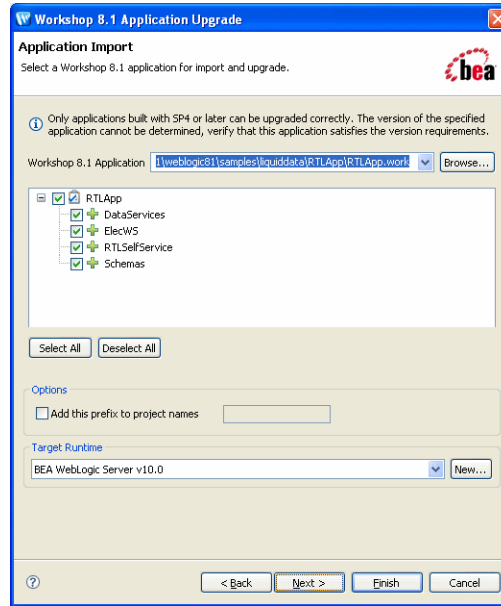 Workshop 8.1 Application Upgrade
Application Import
Select a Workshop 8.1 application for import and upgrade.
bea
Only applications built with SP4 or later can be upgraded correctly. The version of the specified
application cannot be determined, verify that this application satisfies the version requirements.
Workshop 8.1 Application 1\weblogic81\samples\liquiddata\RTLApp\RTLApp.work Browse...
RTLApp
DataServices
ElecWS
RTLSelfService
Schemas
Select All Deselect All
Options
Add this prefix to project names
Target Runtime
BEA WebLogic Server v10.0 New...
< Back Next > Finish Cancel